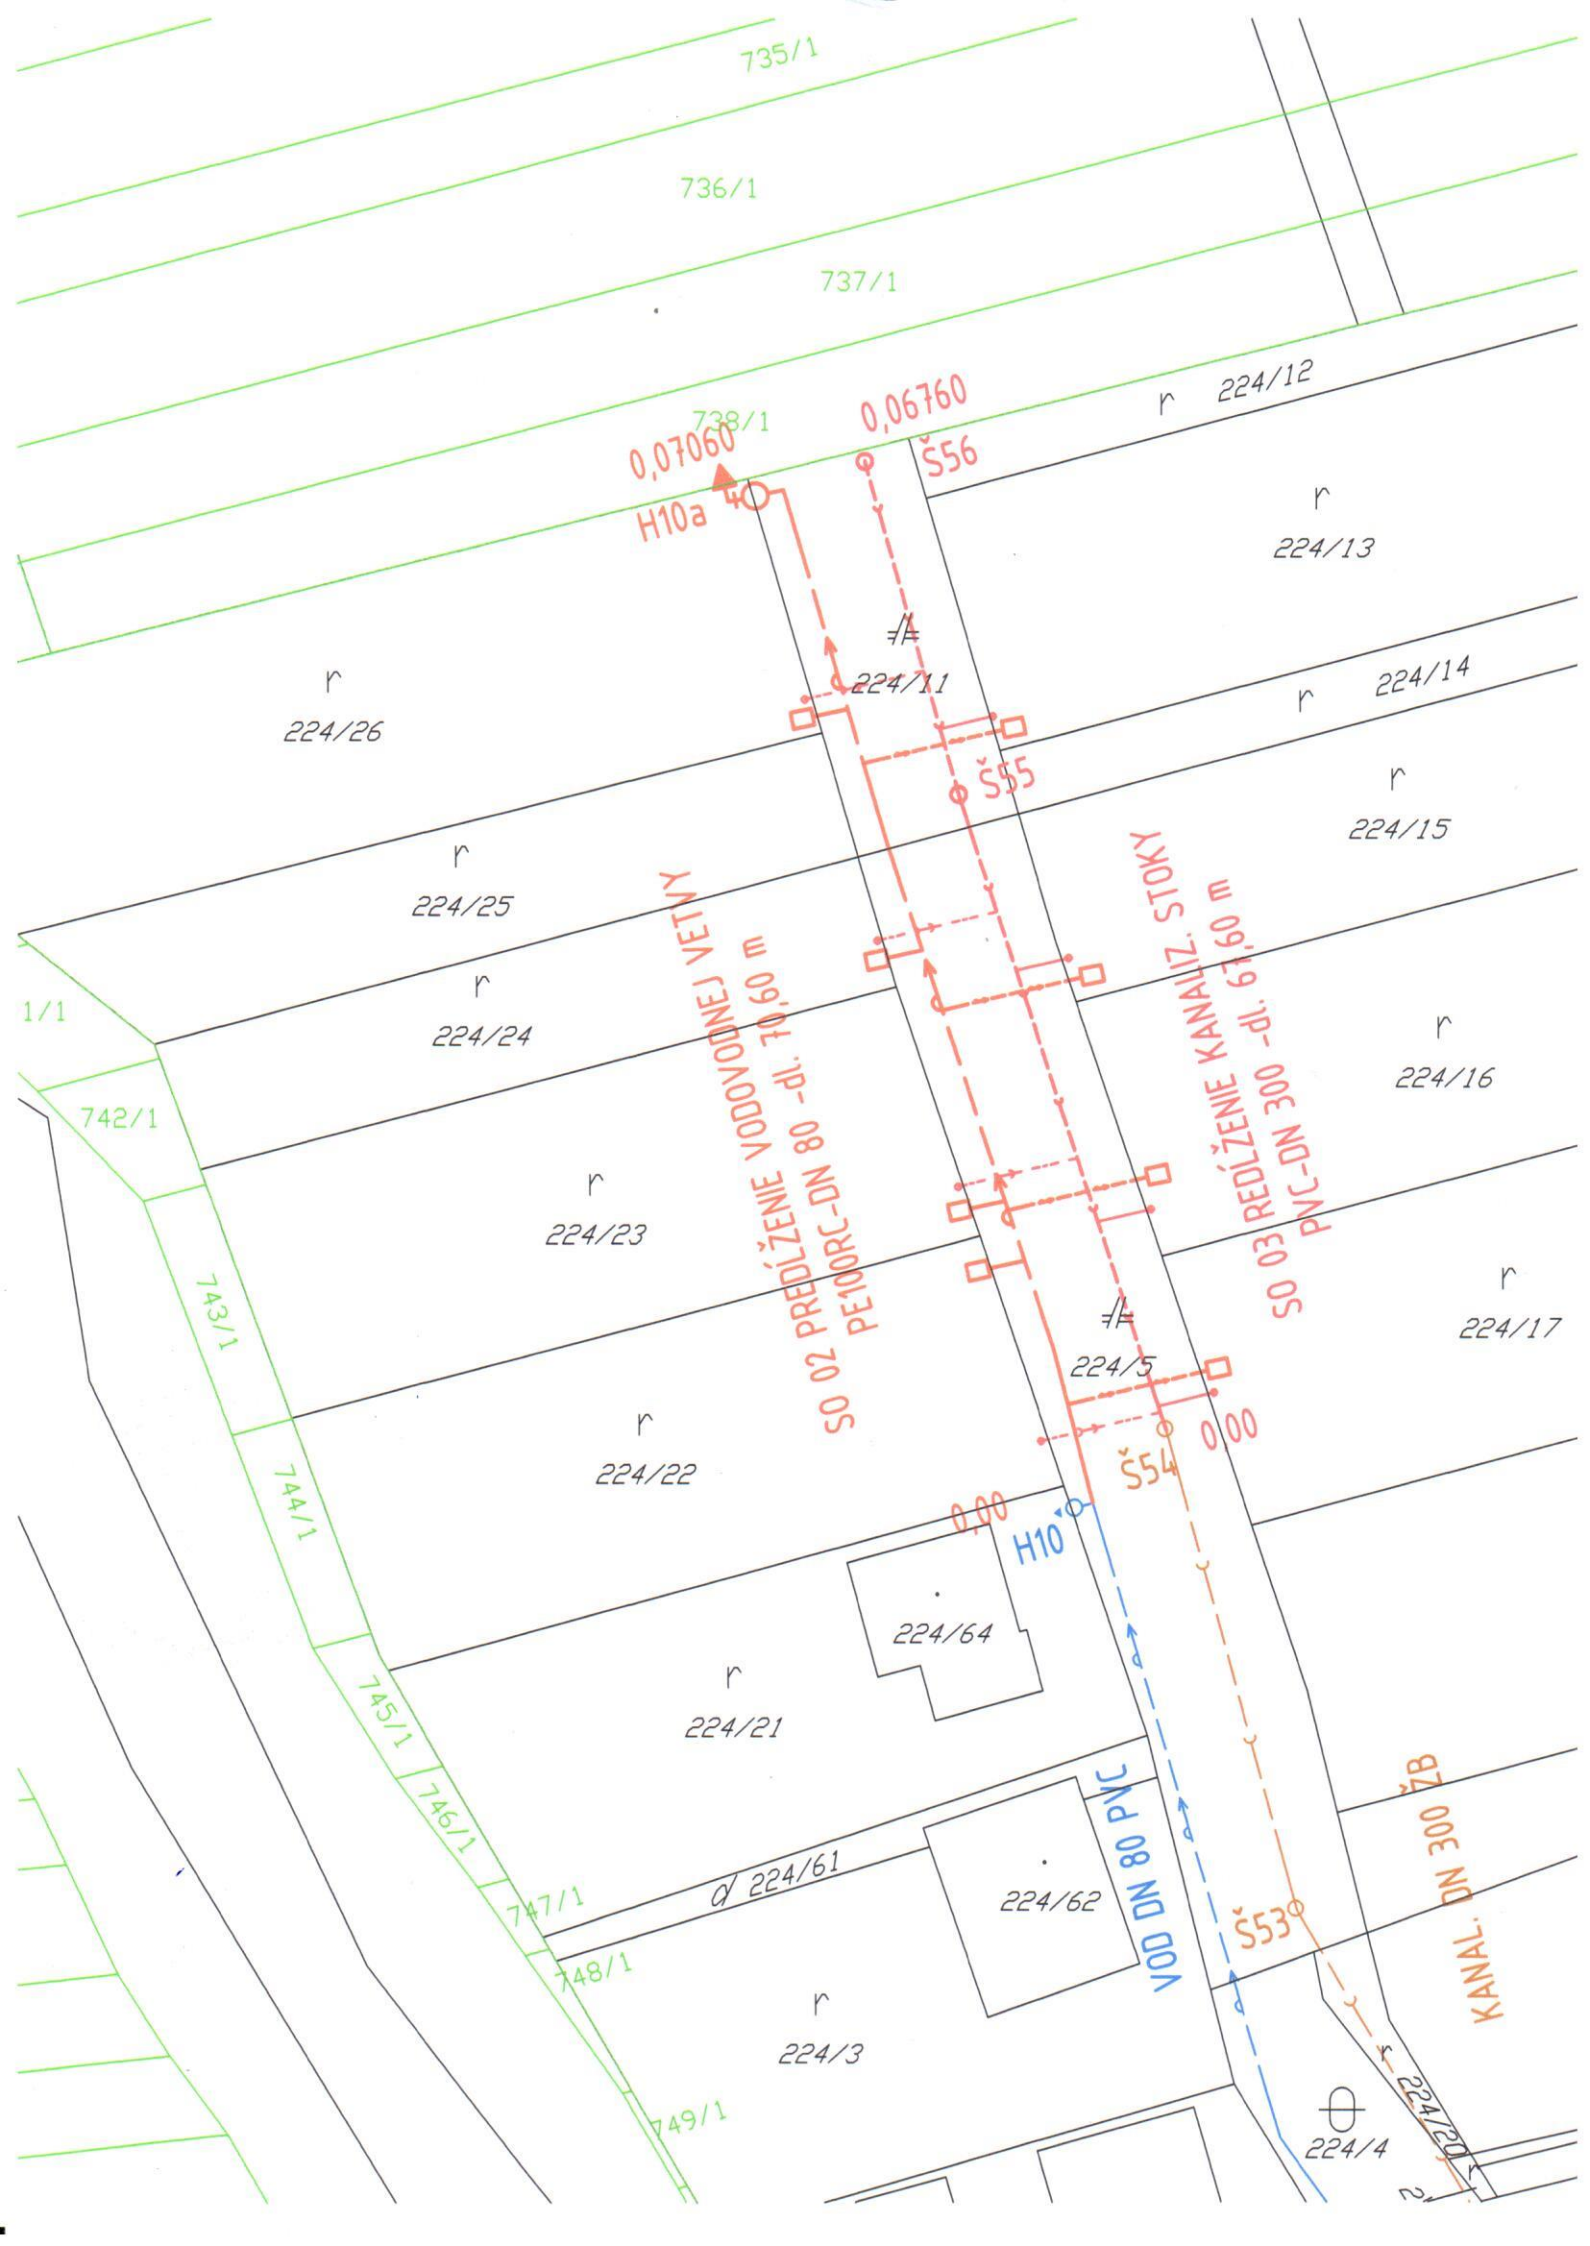 735/1
736/1
737/1
738/1
r 224/12
0,06760
Š56
0,07060
H10a
r
224/13
r
224/26
224/11
r 224/14
Š55
r
224/15
r
224/25
r
224/24
1/1
742/1
r
224/16
SO 02 PREDĹŽENIE VODOVODNEJ VETVY
PE100RC-DN 80 -dl. 70,60 m
SO 03 REDĹŽENIE KANALIZ. STOKY
PVC-DN 300 -dl. 67,60 m
r
224/23
743/1
r
224/17
224/5
r
224/22
0,00
Š54
744/1
0,00
H10
224/64
r
224/21
745/1
746/1
VOD DN 80 PVC
KANAL. DN 300 ŽB
224/61
224/62
747/1
Š53
748/1
r
224/3
r
224/20
749/1
224/4
r